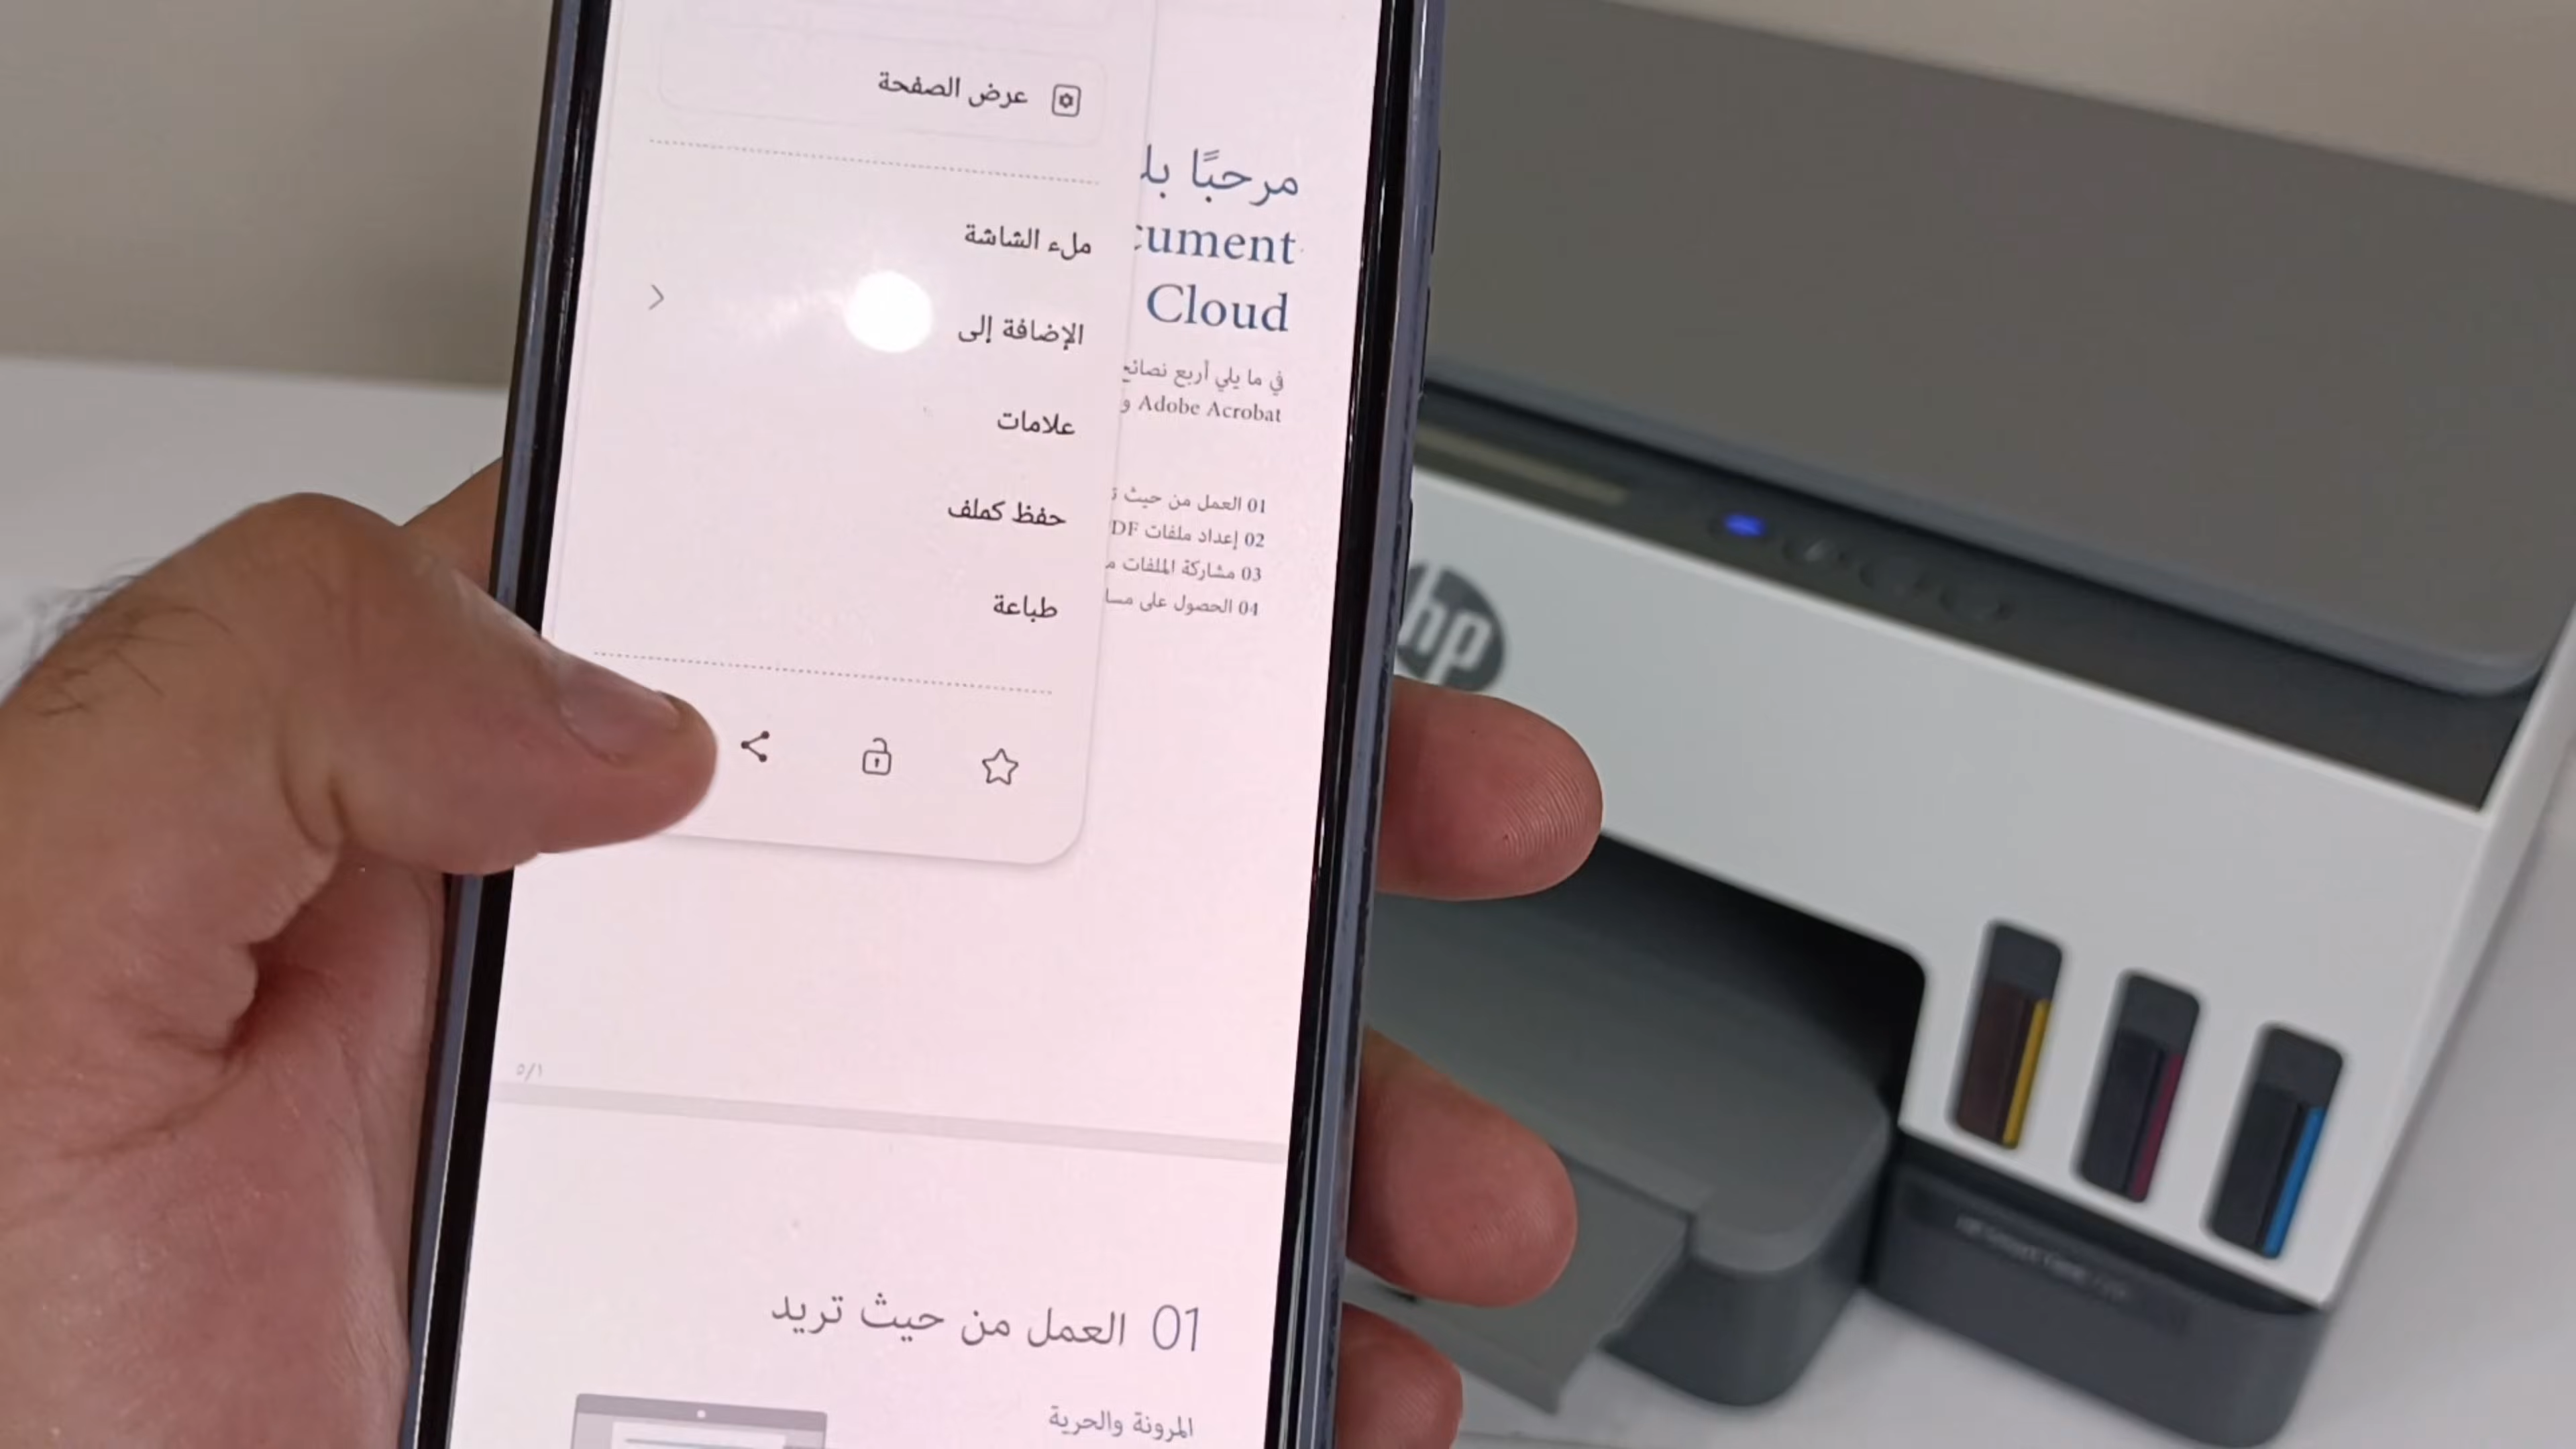 عرض الصفحة
ملء الشاشة
الإضافة إلى
علامات
حفظ كملف
طباعة
مرحبًا
cument
Cloud
في ما يلي أربع نصائح
Adobe Acrobat و
01 العمل من حيث
02 إعداد ملفات DF
03 مشاركة الملفات
04 الحصول على
٥/١
01 العمل من حيث تريد
المرونة والحرية
hp